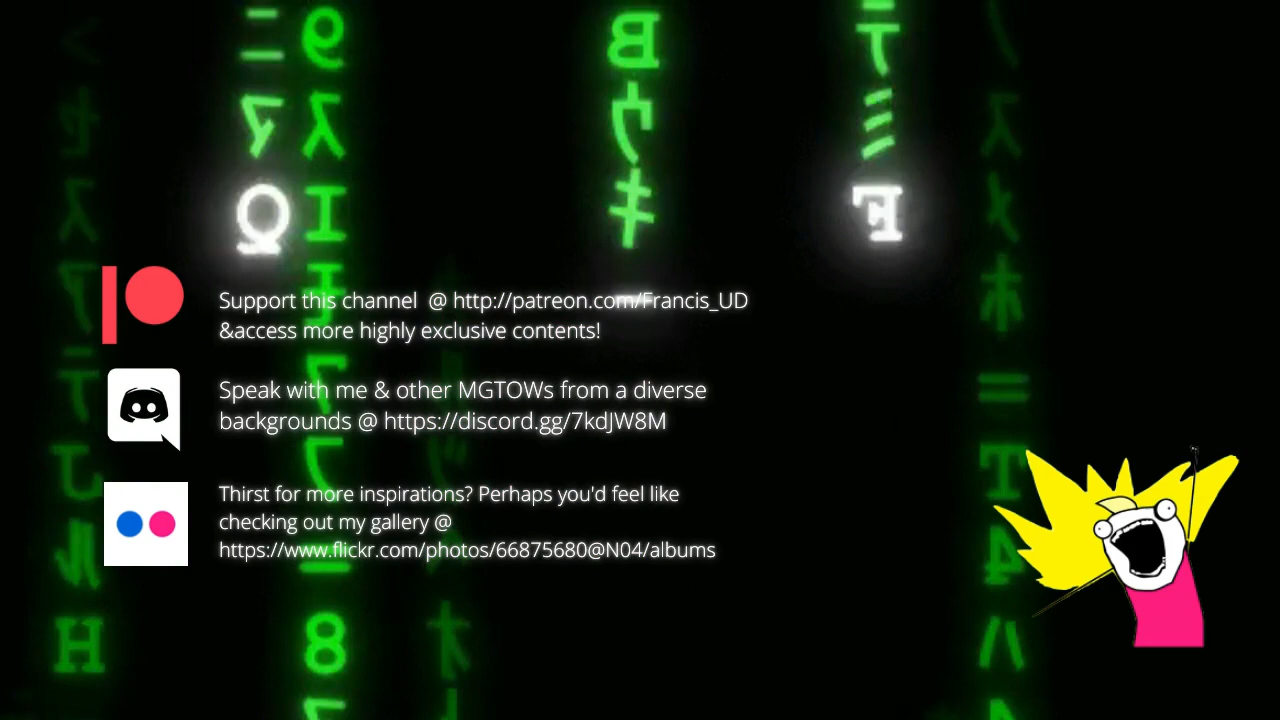 Support this channel  @ http://patreon.com/Francis_UD
&access more highly exclusive contents!
Speak with me & other MGTOWs from a diverse
backgrounds @ https://discord.gg/7kdJW8M
Thirst for more inspirations? Perhaps you'd feel like
checking out my gallery @
https://www.flickr.com/photos/66875680@N04/albums